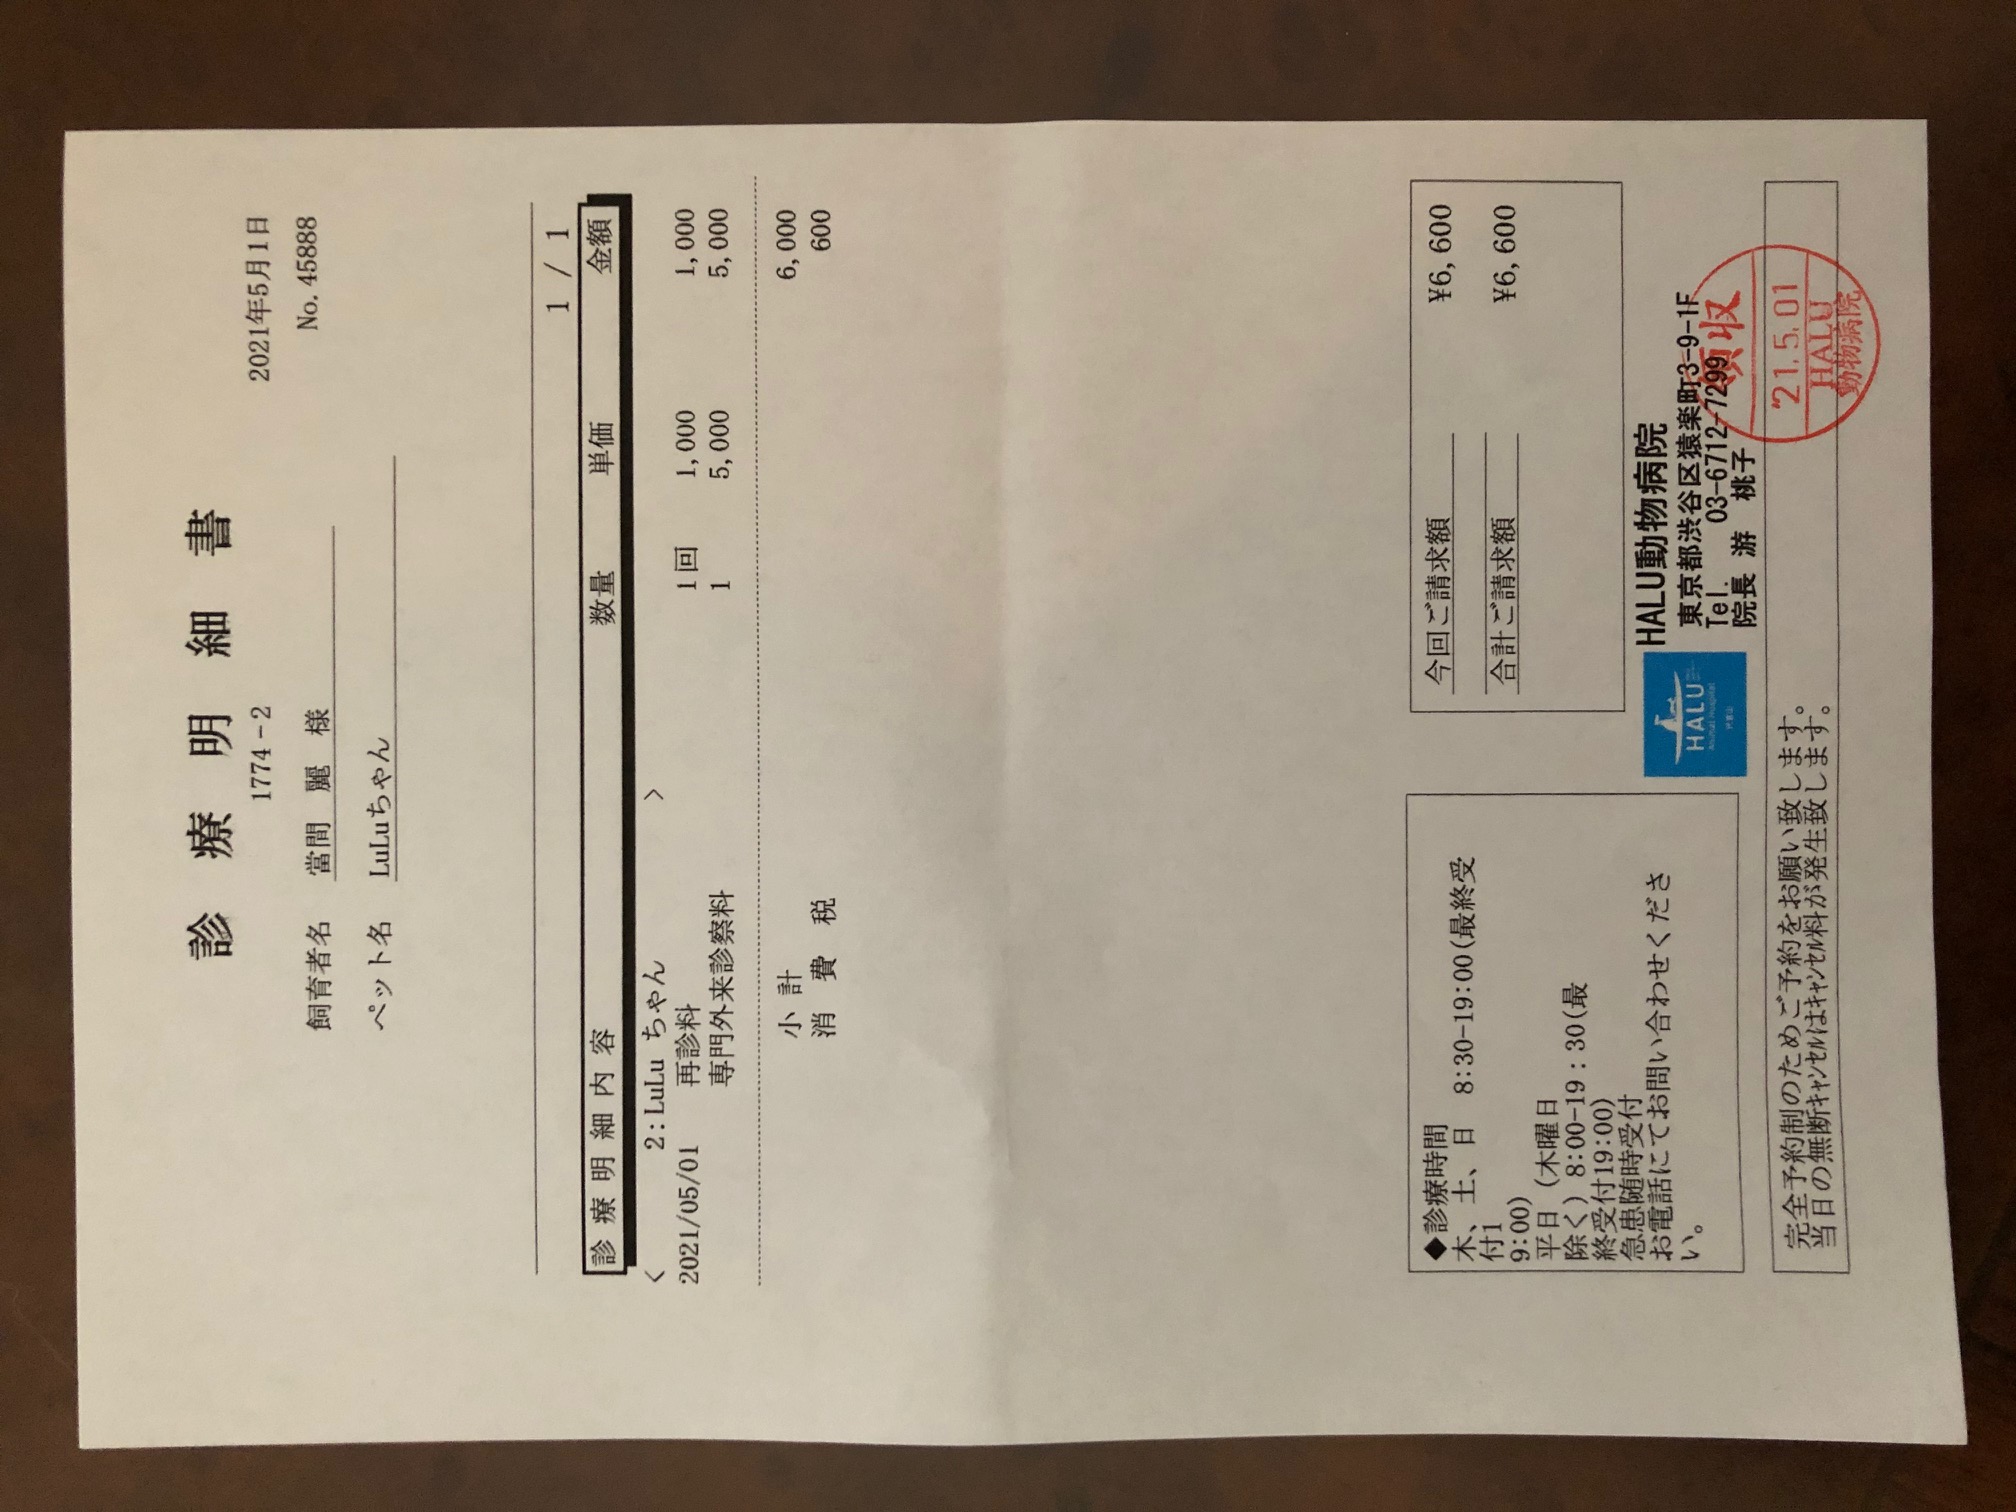 診 療 明 細 書
1774-2
2021年5月1日
No.45888
飼育者名 當間 麗 様
ペット名 LuLuちゃん
1 / 1
診 療 明 細 内 容 数量 単価 金額
< 2:LuLu ちゃん >
2021/05/01 再診料 1回 1,000 1,000
専門外来診察料 1 5,000 5,000
小 計 6,000
消 費 税 600
◆診療時間
木、土、日 8:30-19:00(最終受
付1
9:00)
平日（木曜日
除く）8:00-19：30(最
終受付19:00)
急患随時受付
お電話にてお問い合わせくださ
い。
今回ご請求額 ¥6,600
合計ご請求額 ¥6,600
HALU
Animal Hospital
代官山
HALU動物病院
東京都渋谷区猿楽町3-9-1F
Tel. 03-6712-7299
院長 游 桃子
領収
'21.5.01
HALU
動物病院
完全予約制のためご予約をお願い致します。
当日の無断ｷｬﾝｾﾙはｷｬﾝｾﾙ料が発生致します。